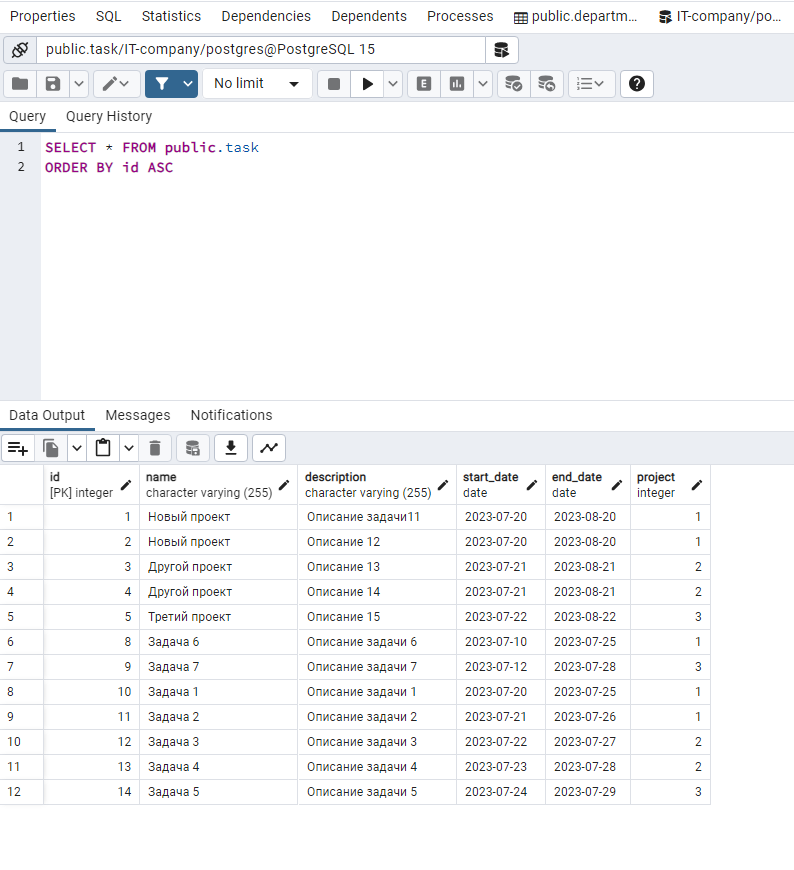 Properties SQL Statistics Dependencies Dependents Processes public.departm... IT-company/po...
public.task/IT-company/postgres@PostgreSQL 15
No limit E
Query Query History
1 SELECT * FROM public.task
2 ORDER BY id ASC
Data Output Messages Notifications
id name description start_date end_date project
[PK] integer character varying (255) character varying (255) date date integer
1 1 Новый проект Описание задачи11 2023-07-20 2023-08-20 1
2 2 Новый проект Описание 12 2023-07-20 2023-08-20 1
3 3 Другой проект Описание 13 2023-07-21 2023-08-21 2
4 4 Другой проект Описание 14 2023-07-21 2023-08-21 2
5 5 Третий проект Описание 15 2023-07-22 2023-08-22 3
6 8 Задача 6 Описание задачи 6 2023-07-10 2023-07-25 1
7 9 Задача 7 Описание задачи 7 2023-07-12 2023-07-28 3
8 10 Задача 1 Описание задачи 1 2023-07-20 2023-07-25 1
9 11 Задача 2 Описание задачи 2 2023-07-21 2023-07-26 1
10 12 Задача 3 Описание задачи 3 2023-07-22 2023-07-27 2
11 13 Задача 4 Описание задачи 4 2023-07-23 2023-07-28 2
12 14 Задача 5 Описание задачи 5 2023-07-24 2023-07-29 3